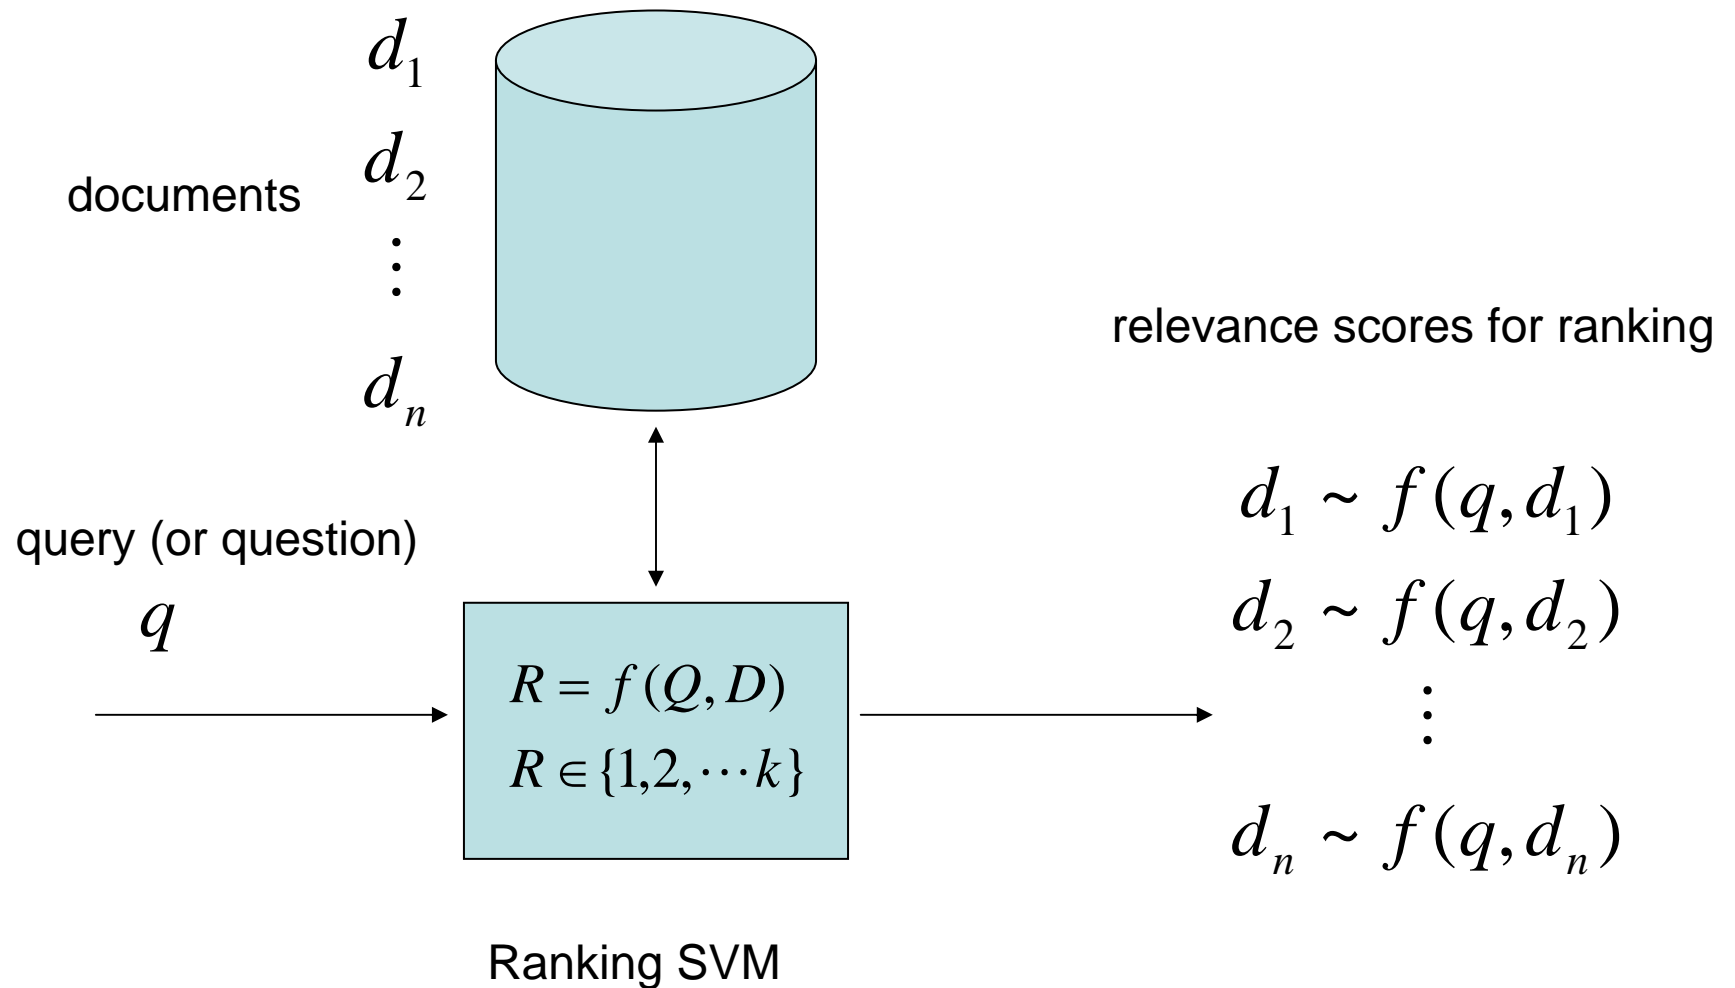 d₁
d₂
documents
⋮
dₙ
relevance scores for ranking
query (or question)
q
d₁ ~ f(q,d₁)
d₂ ~ f(q,d₂)
⋮
dₙ ~ f(q,dₙ)
R = f(Q,D)
R ∈ {1,2,⋯k}
Ranking SVM